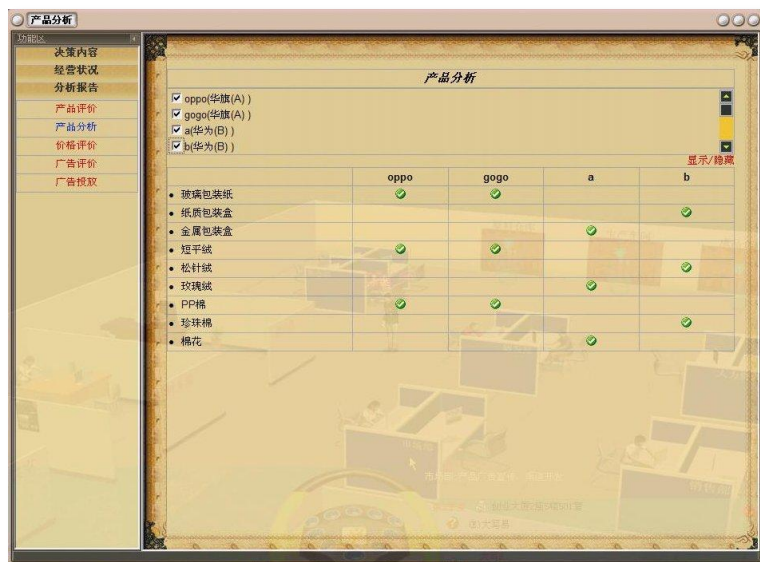 产品分析
功能区
决策内容
经营状况
分析报告
产品评价
产品分析
价格评价
广告评价
广告投放
产品分析
oppo(华旗(A) )
gogo(华旗(A) )
a(华为(B) )
b(华为(B) )
显示/隐藏
oppo gogo a b
玻璃包装纸
纸质包装盒
金属包装盒
短平绒
松针绒
玫瑰绒
PP棉
珍珠棉
棉花